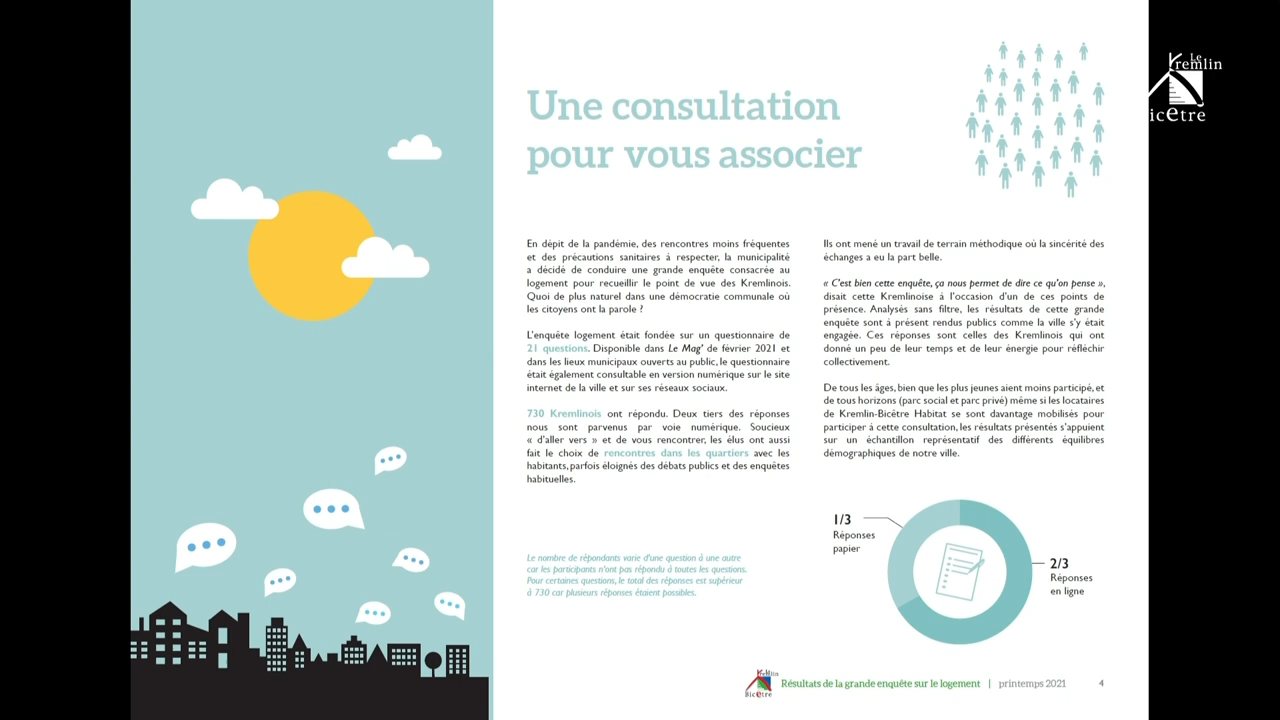 Une consultation
pour vous associer
En dépit de la pandémie, des rencontres moins fréquentes
et des précautions sanitaires à respecter, la municipalité
a décidé de conduire une grande enquête consacrée au
logement pour recueillir le point de vue des Kremlinois.
Quoi de plus naturel dans une démocratie communale où
les citoyens ont la parole ?
L'enquête logement était fondée sur un questionnaire de
21 questions. Disponible dans Le Mag' de février 2021 et
dans les lieux municipaux ouverts au public, le questionnaire
était également consultable en version numérique sur le site
internet de la ville et sur ses réseaux sociaux.
730 Kremlinois ont répondu. Deux tiers des réponses
nous sont parvenus par voie numérique. Soucieux
« d'aller vers » et de vous rencontrer, les élus ont aussi
fait le choix de rencontres dans les quartiers avec les
habitants, parfois éloignés des débats publics et des enquêtes
habituelles.
Le nombre de répondants varie d'une question à une autre
car les participants n'ont pas répondu à toutes les questions.
Pour certaines questions, le total des réponses est supérieur
à 730 car plusieurs réponses étaient possibles.
Ils ont mené un travail de terrain méthodique où la sincérité des
échanges a eu la part belle.
« C'est bien cette enquête, ça nous permet de dire ce qu'on pense »,
disait cette Kremlinoise à l'occasion d'un de ces points de
présence. Analysés sans filtre, les résultats de cette grande
enquête sont à présent rendus publics comme la ville s'y était
engagée. Ces réponses sont celles des Kremlinois qui ont
donné un peu de leur temps et de leur énergie pour réfléchir
collectivement.
De tous les âges, bien que les plus jeunes aient moins participé, et
de tous horizons (parc social et parc privé) même si les locataires
de Kremlin-Bicêtre Habitat se sont davantage mobilisés pour
participer à cette consultation, les résultats présentés s'appuient
sur un échantillon représentatif des différents équilibres
démographiques de notre ville.
1/3
Réponses
papier
2/3
Réponses
en ligne
Le
Kremlin
Bicêtre
Résultats de la grande enquête sur le logement | printemps 2021 4
Le
Kremlin
Bicêtre